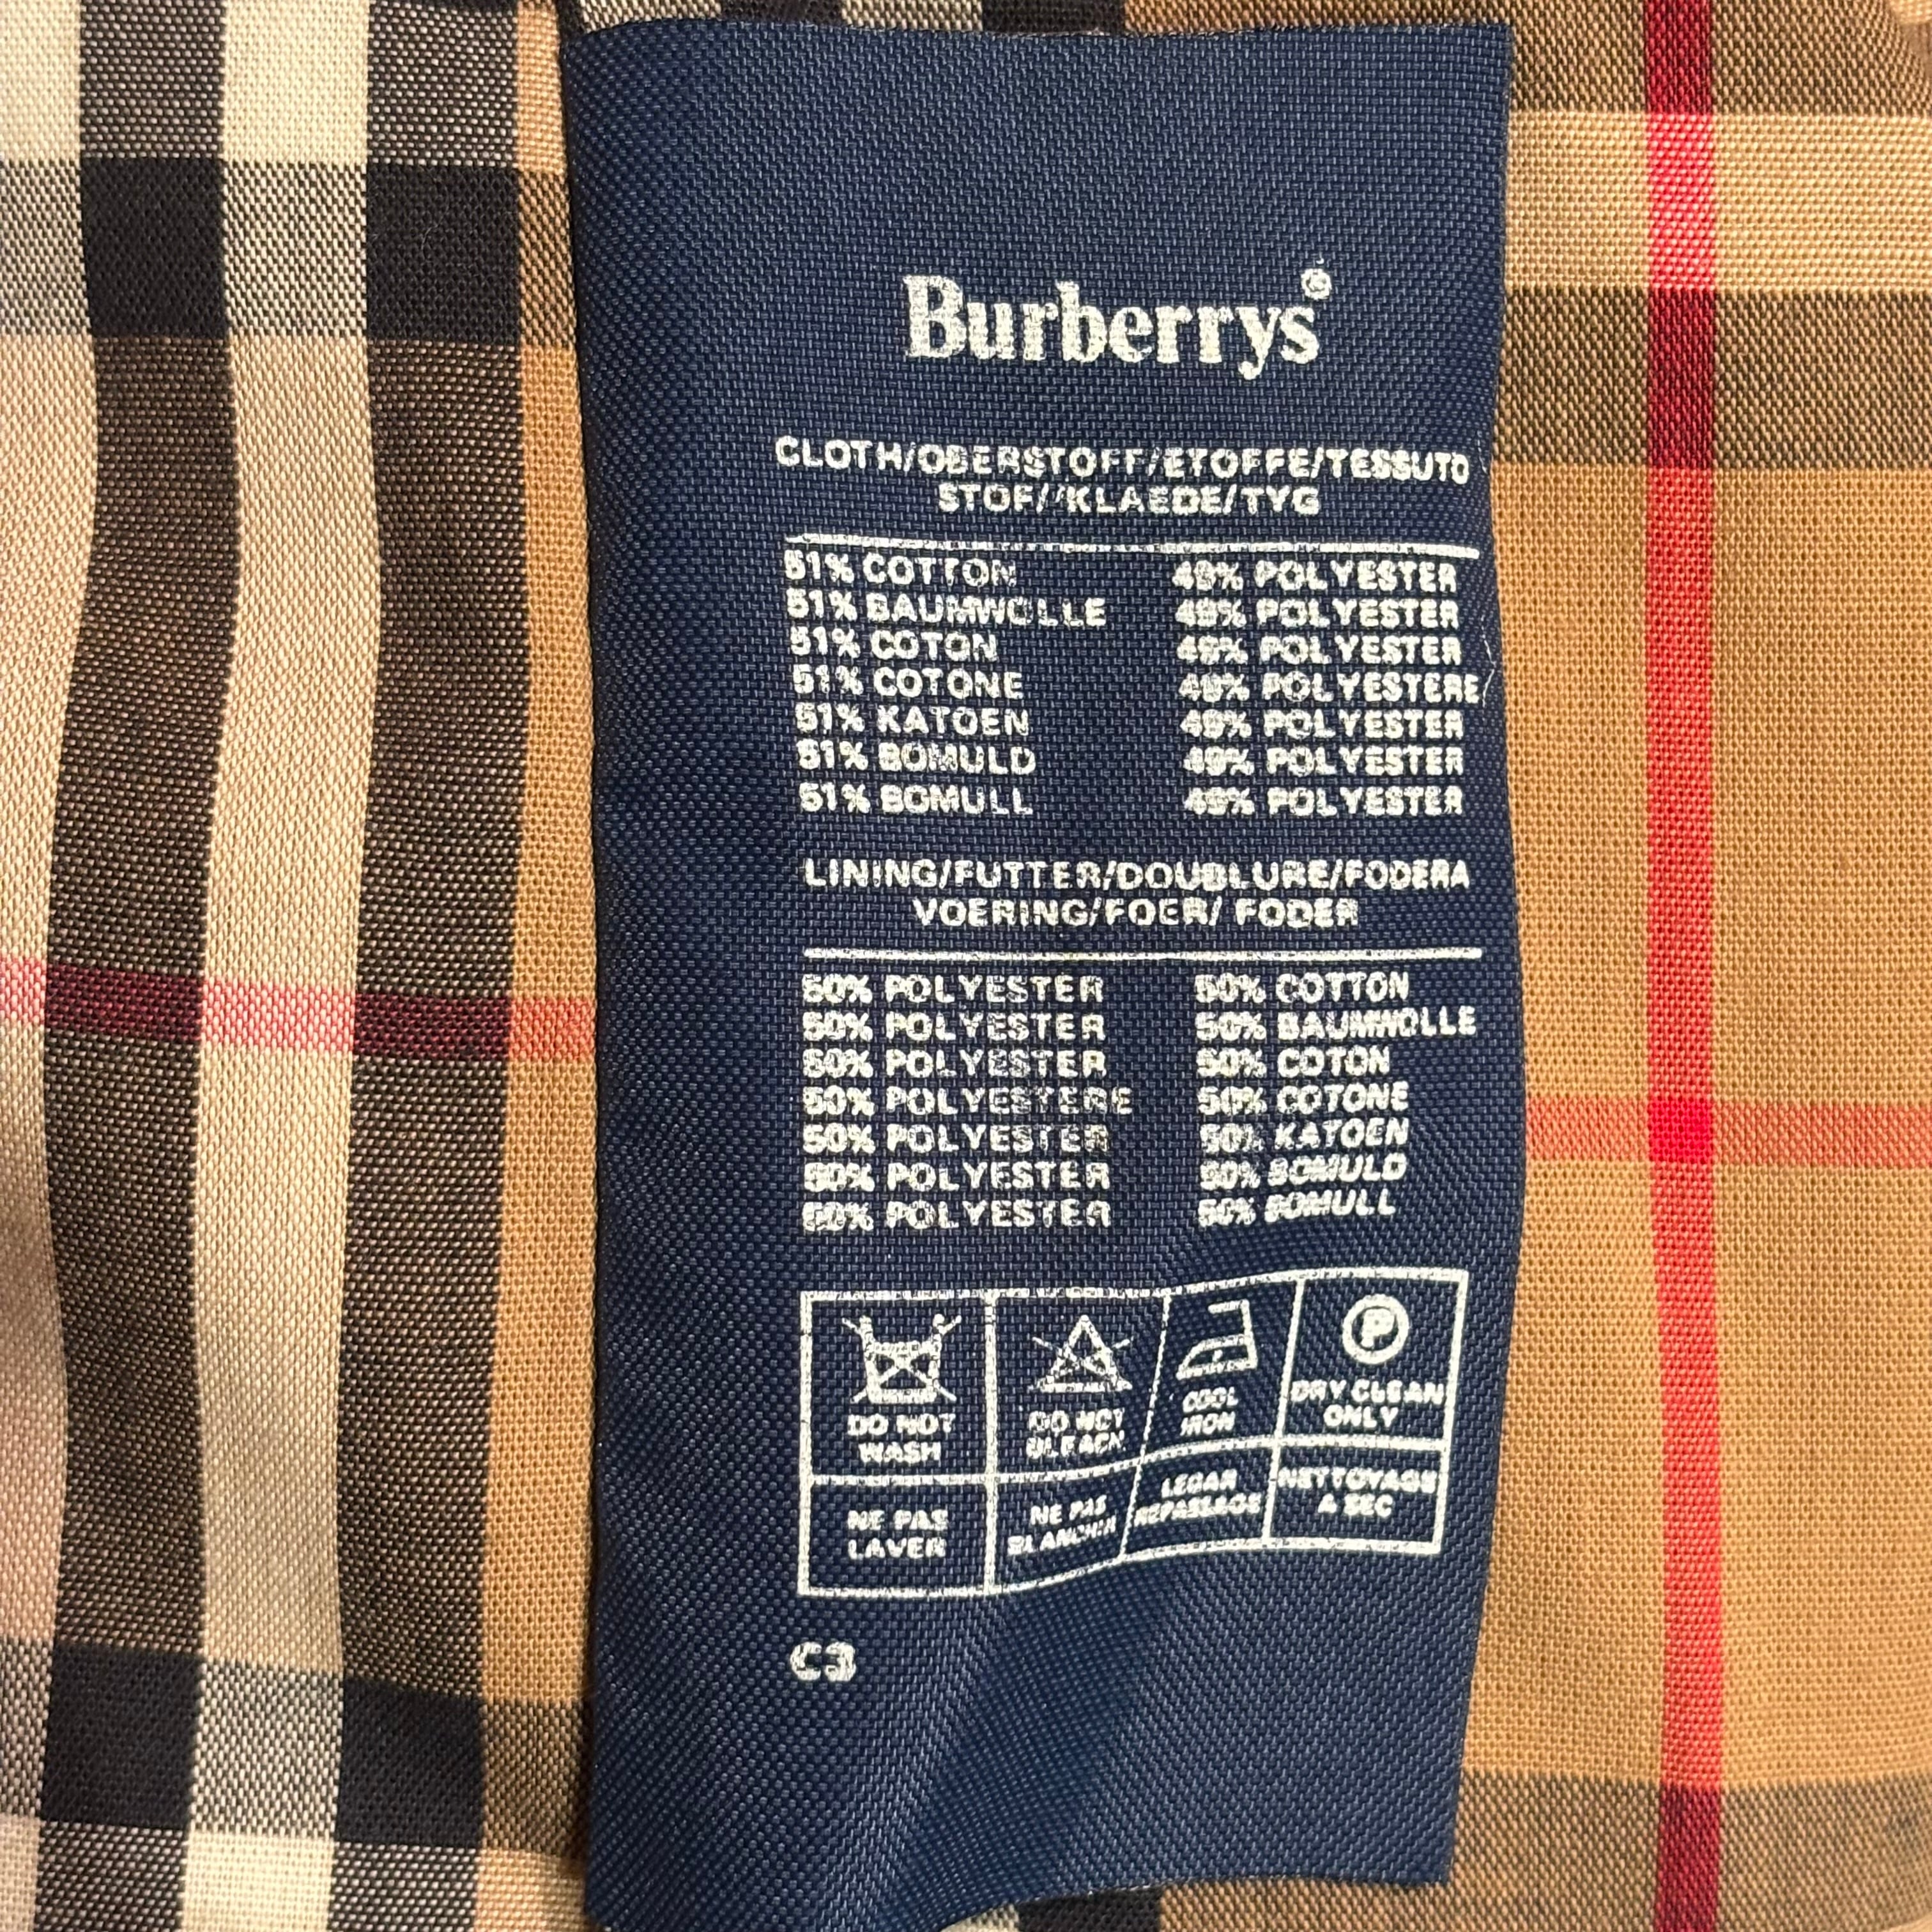 Burberrys®
CLOTH/OBERSTOFF/ETOFFE/TESSUTO
STOF//KLAEDE/TYG
51% COTTON 49% POLYESTER
51% BAUMWOLLE 49% POLYESTER
51% COTON 49% POLYESTER
51% COTONE 49% POLYESTERE
51% KATOEN 49% POLYESTER
51% BOMULD 49% POLYESTER
51% BOMULL 49% POLYESTER
LINING/FUTTER/DOUBLURE/FODERA
VOERING/FOER/ FODER
50% POLYESTER 50% COTTON
50% POLYESTER 50% BAUMWOLLE
50% POLYESTER 50% COTON
50% POLYESTERE 50% COTONE
50% POLYESTER 50% KATOEN
50% POLYESTER 50% BOMULD
50% POLYESTER 50% BOMULL
P
DO NOT
WASH
DO NOT
BLEACH
COOL
IRON
DRY CLEAN
ONLY
NE PAS
LAVER
NE PAS
BLANCHIR
LEGAR
REPASSAGE
NETTOYAGE
A SEC
C3